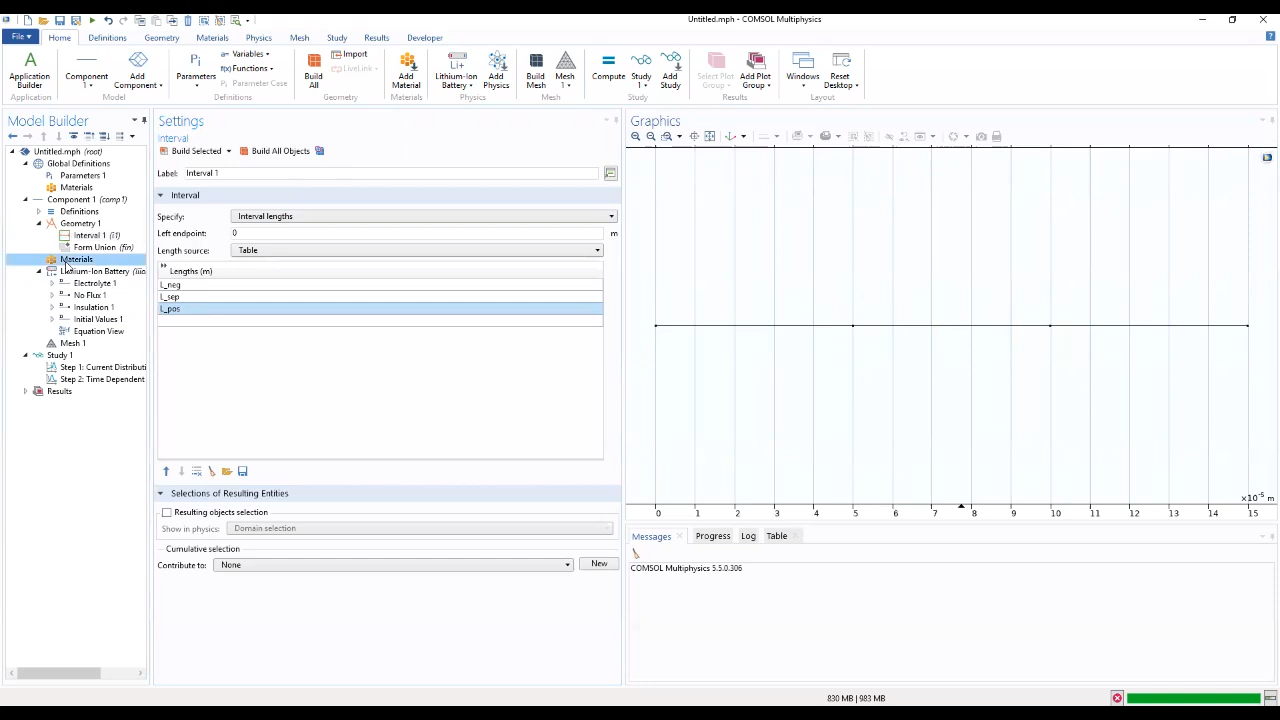 Untitled.mph - COMSOL Multiphysics
File
Home
Definitions
Geometry
Materials
Physics
Mesh
Study
Results
Developer
Application Builder
Component 1
Add Component
Parameters
Variables
Functions
Parameter Case
Build All
Import
LiveLink
Add Material
Lithium-Ion Battery
Add Physics
Build Mesh
Mesh 1
Compute
Study 1
Add Study
Select Plot Group
Add Plot Group
Windows
Reset Desktop
Application
Model
Definitions
Geometry
Materials
Physics
Mesh
Study
Results
Layout
Model Builder
Untitled.mph (root)
Global Definitions
Parameters 1
Materials
Component 1 (comp1)
Definitions
Geometry 1
Interval 1 (i1)
Form Union (fin)
Materials
Lithium-Ion Battery
Electrolyte 1
No Flux 1
Insulation 1
Initial Values 1
Equation View
Mesh 1
Study 1
Step 1: Current Distributi
Step 2: Time Dependent
Results
Settings
Interval
Build Selected
Build All Objects
Label: Interval 1
Interval
Specify: Interval lengths
Left endpoint: 0 m
Length source: Table
Lengths (m)
L_neg
L_sep
L_pos
Selections of Resulting Entities
Resulting objects selection
Show in physics: Domain selection
Cumulative selection
Contribute to: None New
Graphics
×10⁻⁵ m
0 1 2 3 4 5 6 7 8 9 10 11 12 13 14 15
Messages
Progress
Log
Table
COMSOL Multiphysics 5.5.0.306
830 MB | 983 MB